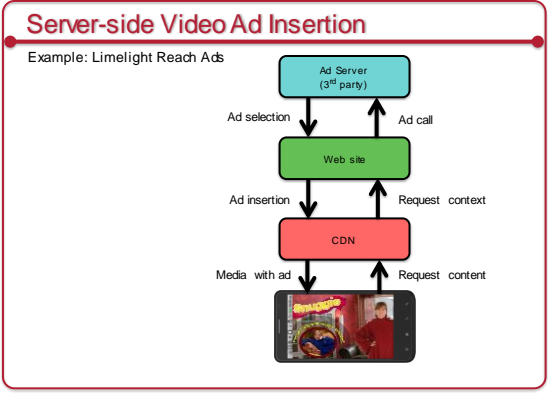 Server-side Video Ad Insertion
Example: Limelight Reach Ads
Ad Server
(3rd party)
Ad selection
Ad call
Web site
Ad insertion
Request context
CDN
Media with ad
Request content
Snuggie